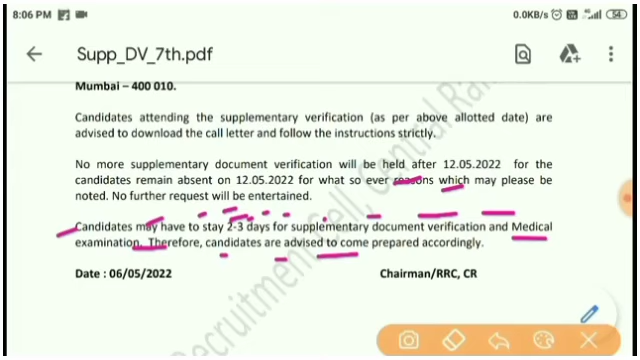 8:06 PM
0.0KB/s
54
Supp_DV_7th.pdf
Mumbai – 400 010.
Candidates attending the supplementary verification (as per above allotted date) are
advised to download the call letter and follow the instructions strictly.
No more supplementary document verification will be held after 12.05.2022 for the
candidates remain absent on 12.05.2022 for what so ever reasons which may please be
noted. No further request will be entertained.
Candidates may have to stay 2-3 days for supplementary document verification and Medical
examination. Therefore, candidates are advised to come prepared accordingly.
Date : 06/05/2022
Chairman/RRC, CR
Recruitment Cell, Central Rai